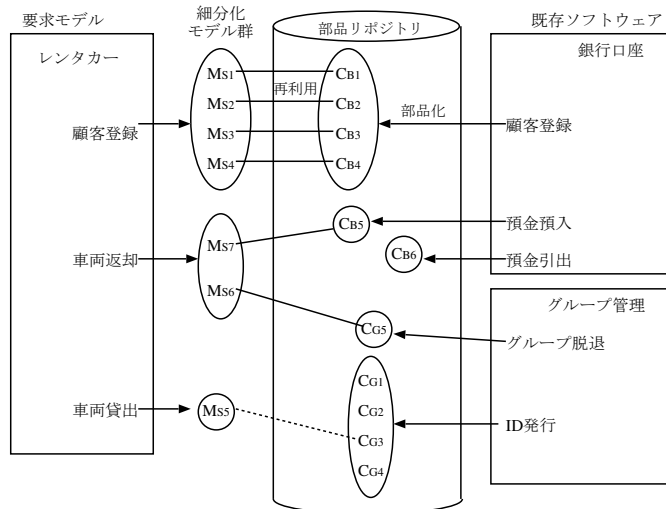 要求モデル
細分化
モデル群
部品リポジトリ
既存ソフトウェア
レンタカー
銀行口座
MS1
CB1
再利用
MS2
CB2
部品化
顧客登録
MS3
CB3
顧客登録
MS4
CB4
CB5
預金預入
車両返却
MS7
CB6
預金引出
MS6
グループ管理
CG5
グループ脱退
CG1
車両貸出
MS5
CG2
ID発行
CG3
CG4